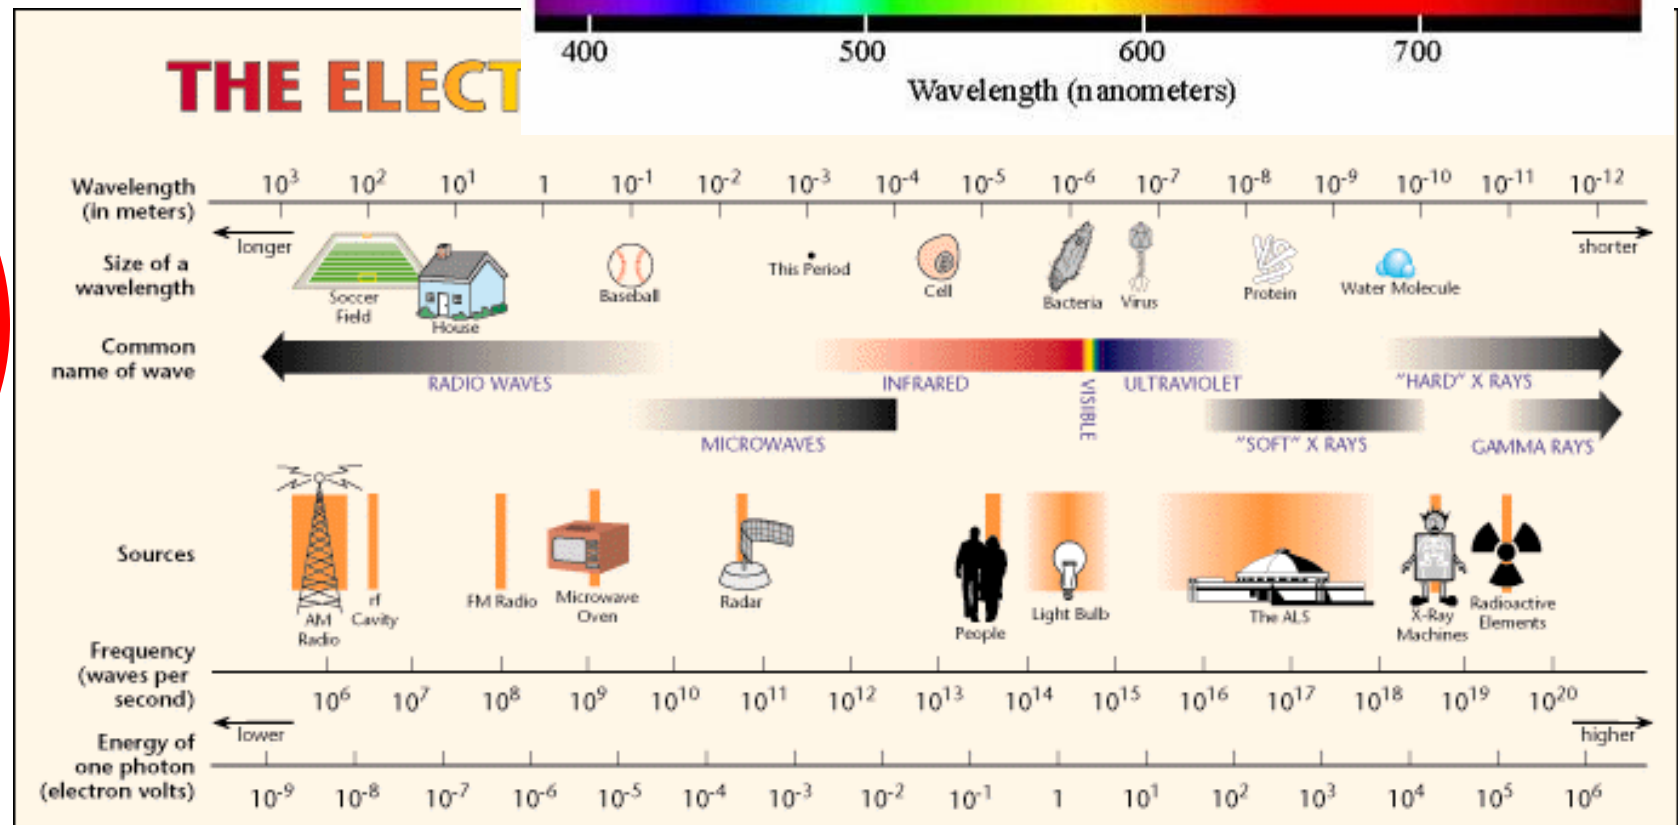 400 500 600 700
Wavelength (nanometers)
THE ELECT
Wavelength
(in meters)
10³ 10² 10¹ 1 10⁻¹ 10⁻² 10⁻³ 10⁻⁴ 10⁻⁵ 10⁻⁶ 10⁻⁷ 10⁻⁸ 10⁻⁹ 10⁻¹⁰ 10⁻¹¹ 10⁻¹²
longer
shorter
Size of a
wavelength
Soccer
Field
House
Baseball
This Period
Cell
Bacteria
Virus
Protein
Water Molecule
Common
name of wave
RADIO WAVES
INFRARED
VISIBLE
ULTRAVIOLET
"HARD" X RAYS
MICROWAVES
"SOFT" X RAYS
GAMMA RAYS
Sources
AM
Radio
rf
Cavity
FM Radio
Microwave
Oven
Radar
People
Light Bulb
The ALS
X-Ray
Machines
Radioactive
Elements
Frequency
(waves per
second)
10⁶ 10⁷ 10⁸ 10⁹ 10¹⁰ 10¹¹ 10¹² 10¹³ 10¹⁴ 10¹⁵ 10¹⁶ 10¹⁷ 10¹⁸ 10¹⁹ 10²⁰
lower
higher
Energy of
one photon
(electron volts)
10⁻⁹ 10⁻⁸ 10⁻⁷ 10⁻⁶ 10⁻⁵ 10⁻⁴ 10⁻³ 10⁻² 10⁻¹ 1 10¹ 10² 10³ 10⁴ 10⁵ 10⁶